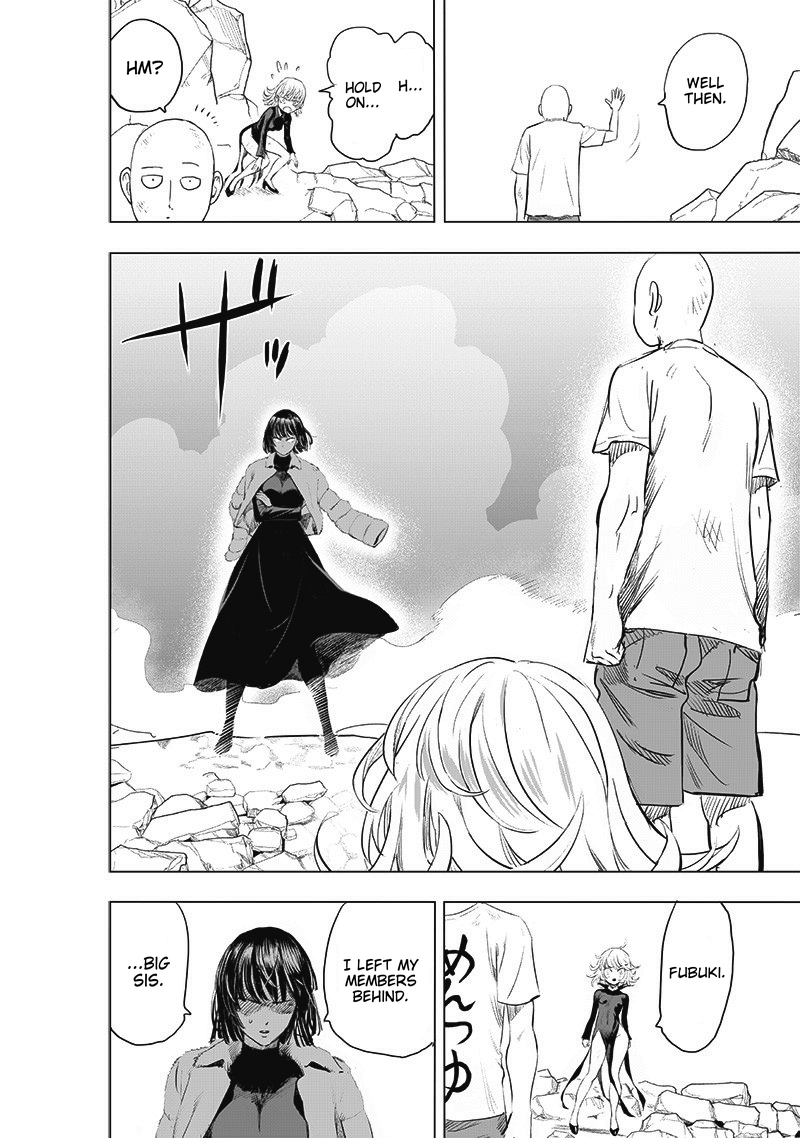 WELL
THEN.
HOLD H...
ON...
HM?
ザッ
FUBUKI.
めんつゆ
I LEFT MY
MEMBERS
BEHIND.
...BIG
SIS.